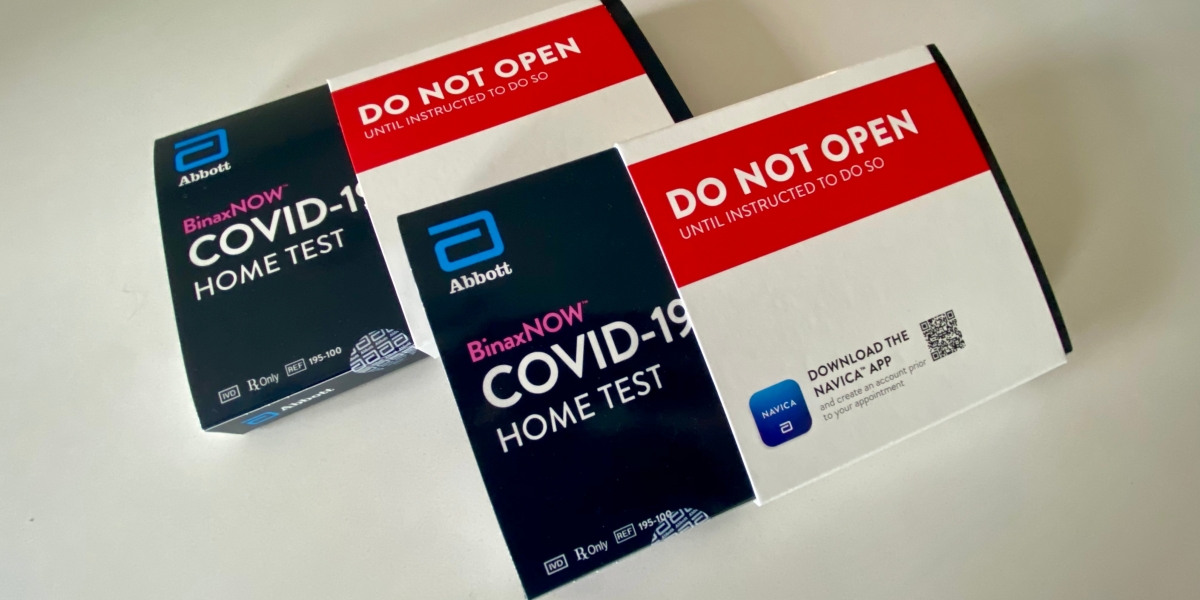 Abbott
BinaxNOW™
COVID-19
HOME TEST
IVD
Rx Only
REF 195-100
Abbott
DO NOT OPEN
UNTIL INSTRUCTED TO DO SO
Abbott
BinaxNOW™
COVID-19
HOME TEST
IVD
Rx Only
REF 195-100
DO NOT OPEN
UNTIL INSTRUCTED TO DO SO
NAVICA
DOWNLOAD THE
NAVICA™ APP
and create an account prior
to your appointment